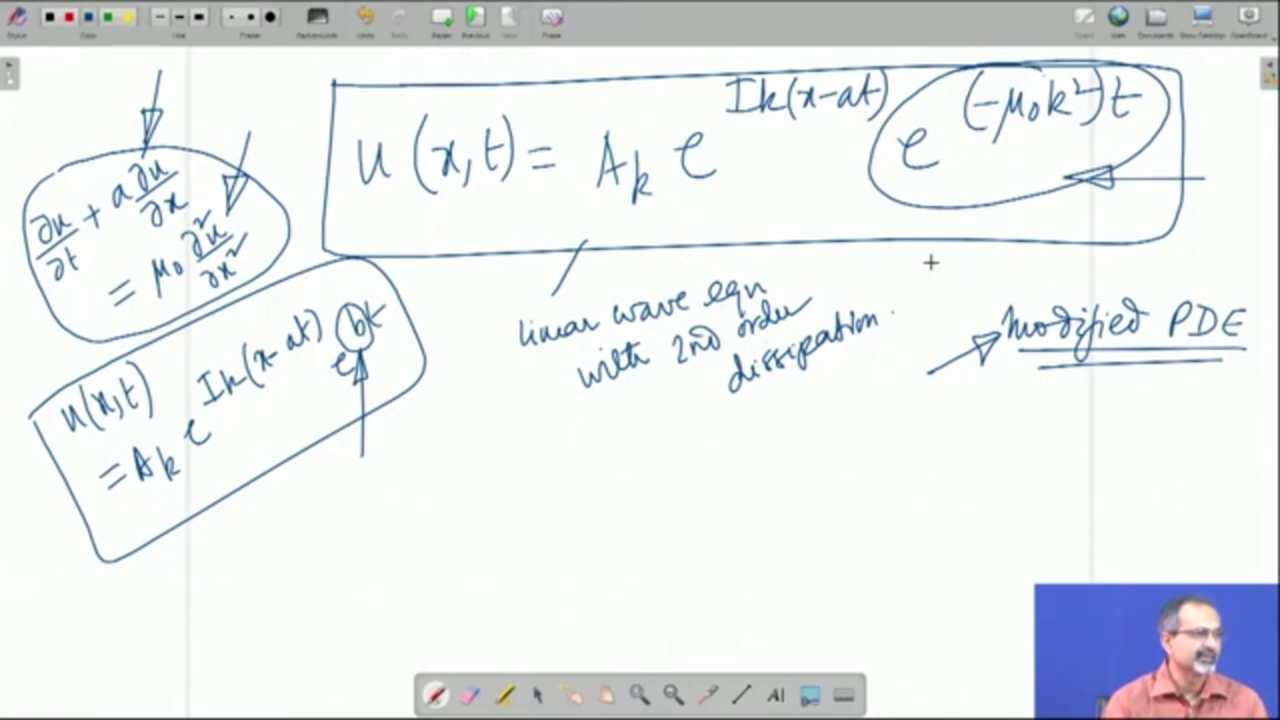 u(x,t) = A_k e^{Ik(x-at)} e^{(-μ₀k²)t}
∂u/∂t + a ∂u/∂x
= μ₀ ∂²u/∂x²
u(x,t)
= A_k e^{Ik(x-at)} e^{bt}
linear wave eqn
with 2nd order
dissipation.
modified PDE